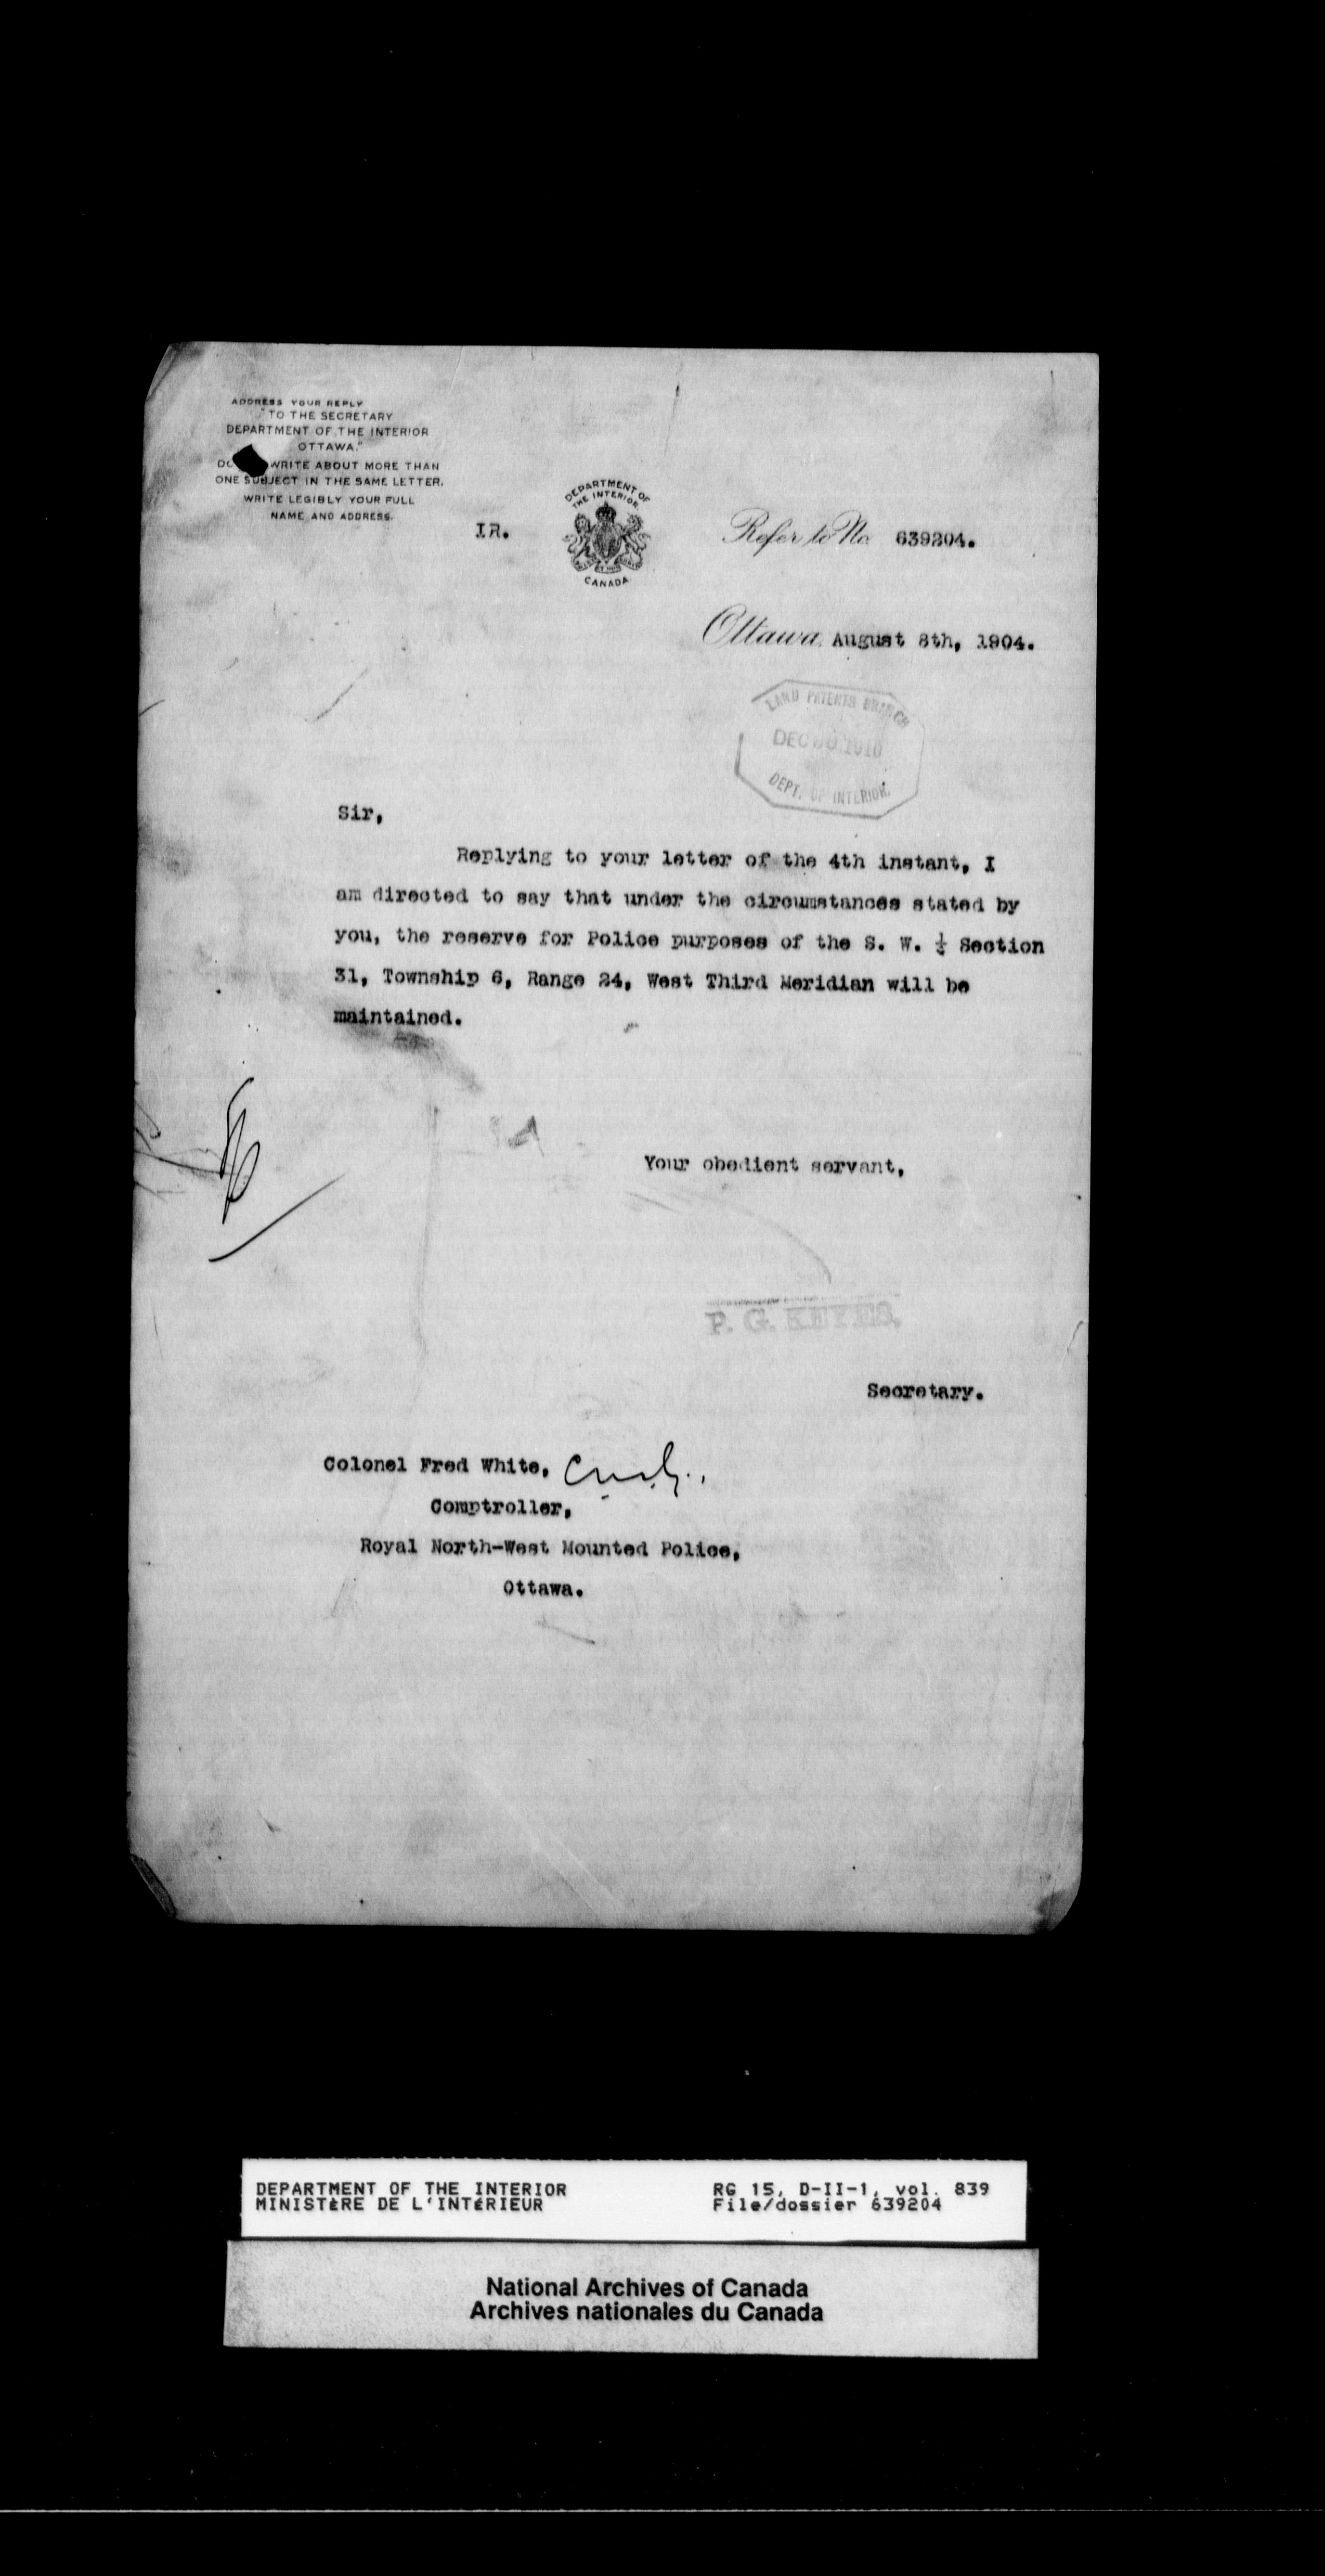 ADDRESS YOUR REPLY
"TO THE SECRETARY
DEPARTMENT OF THE INTERIOR
OTTAWA."
DO WRITE ABOUT MORE THAN
ONE SUBJECT IN THE SAME LETTER.
WRITE LEGIBLY YOUR FULL
NAME AND ADDRESS.
IR.
DEPARTMENT OF
THE INTERIOR
CANADA
Refer to No 639204.
Ottawa, August 8th, 1904.
LAND PATENTS BRANCH
DEC 30 1910
DEPT. OF INTERIOR.
Sir,
Replying to your letter of the 4th instant, I
am directed to say that under the circumstances stated by
you, the reserve for Police purposes of the S. W. ¼ Section
31, Township 6, Range 24, West Third Meridian will be
maintained.
Your obedient servant,
P. G. KEYES,
Secretary.
Colonel Fred White,
Comptroller,
Royal North-West Mounted Police,
Ottawa.
DEPARTMENT OF THE INTERIOR RG 15, D-II-1, vol. 839
MINISTÈRE DE L'INTÉRIEUR File/dossier 639204
National Archives of Canada
Archives nationales du Canada